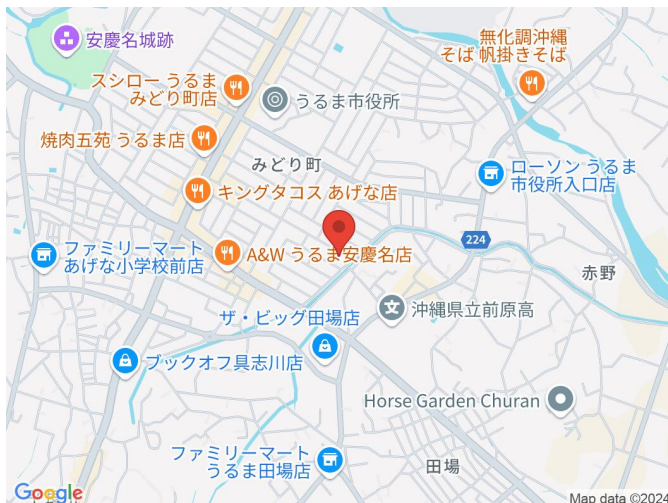 安慶名城跡
無化調沖縄
そば 帆掛きそば
スシロー うるま
みどり町店
うるま市役所
焼肉五苑 うるま店
みどり町
ローソン うるま
市役所入口店
キングタコス あげな店
224
ファミリーマート
あげな小学校前店
A&W うるま安慶名店
赤野
沖縄県立前原高
ザ・ビッグ田場店
ブックオフ具志川店
Horse Garden Churan
ファミリーマート
うるま田場店
田場
Google
Map data ©2024